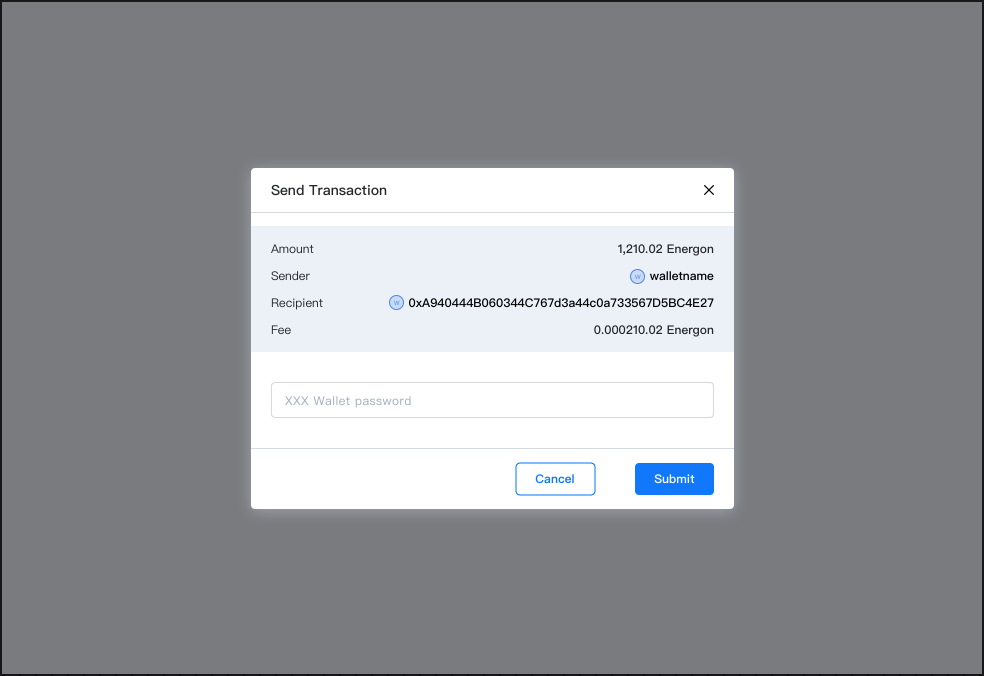 Send Transaction
Amount 1,210.02 Energon
Sender W walletname
Recipient W 0xA940444B060344C767d3a44c0a733567D5BC4E27
Fee 0.000210.02 Energon
XXX Wallet password
Cancel Submit